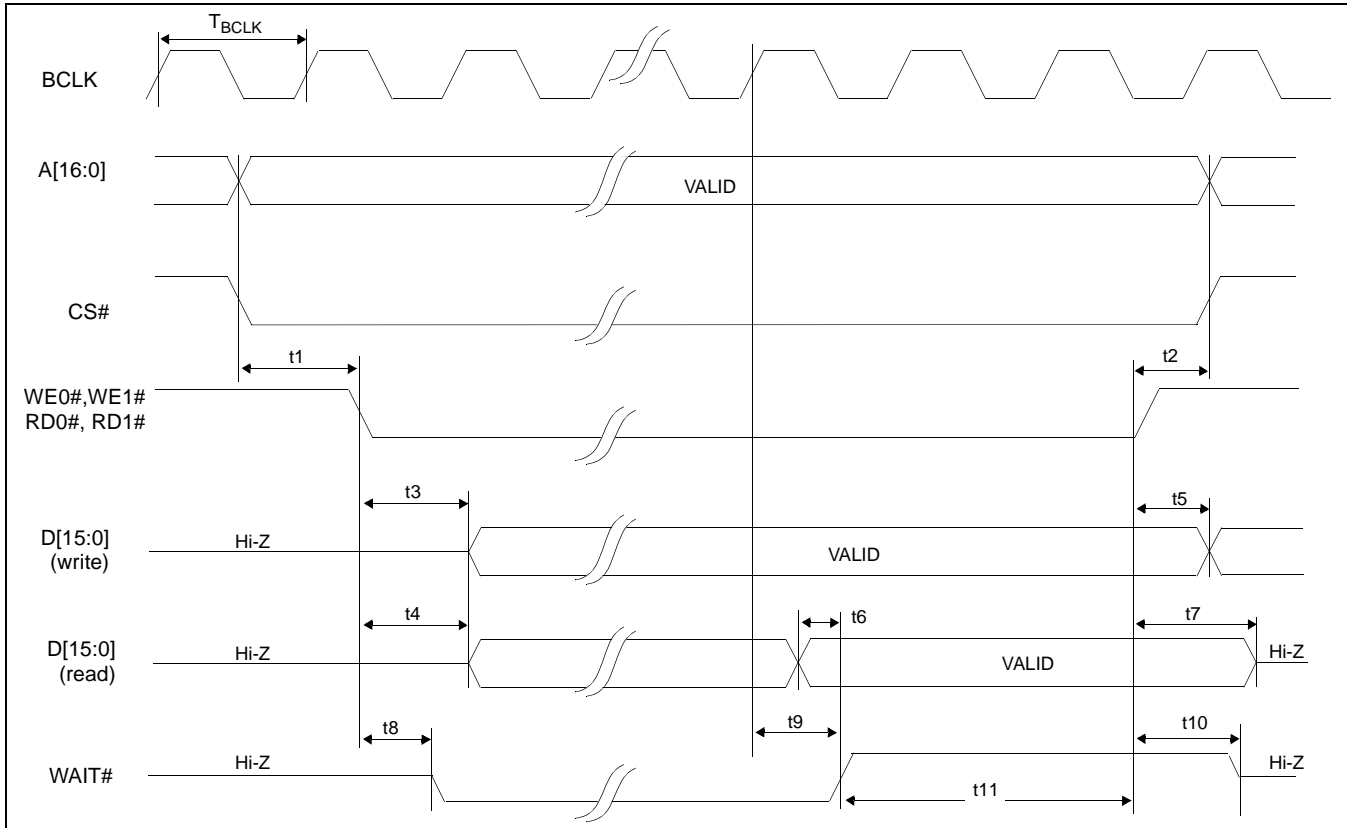 TBCLK
BCLK
A[16:0]
VALID
CS#
t1
t2
WE0#,WE1#
RD0#, RD1#
t3
t5
D[15:0]
(write)
Hi-Z
VALID
t4
t6
t7
D[15:0]
(read)
Hi-Z
VALID
Hi-Z
t8
t9
t10
WAIT#
Hi-Z
Hi-Z
t11